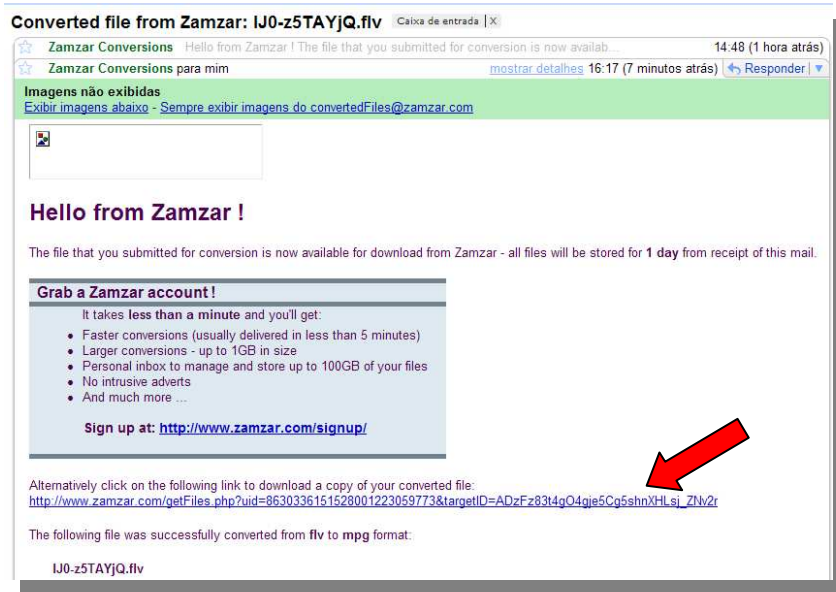 Converted file from Zamzar: IJ0-z5TAYjQ.flv Caixa de entrada | X
Zamzar Conversions Hello from Zamzar ! The file that you submitted for conversion is now availab... 14:48 (1 hora atrás)
Zamzar Conversions para mim mostrar detalhes 16:17 (7 minutos atrás) Responder
Imagens não exibidas
Exibir imagens abaixo - Sempre exibir imagens do convertedFiles@zamzar.com
Hello from Zamzar !
The file that you submitted for conversion is now available for download from Zamzar - all files will be stored for 1 day from receipt of this mail.
Grab a Zamzar account !
It takes less than a minute and you'll get:
• Faster conversions (usually delivered in less than 5 minutes)
• Larger conversions - up to 1GB in size
• Personal inbox to manage and store up to 100GB of your files
• No intrusive adverts
• And much more ...
Sign up at: http://www.zamzar.com/signup/
Alternatively click on the following link to download a copy of your converted file:
http://www.zamzar.com/getFiles.php?uid=8630336151528001223059773&targetID=ADzFz83t4gO4gje5Cg5shnXHLsj_ZNv2r
The following file was successfully converted from flv to mpg format:
IJ0-z5TAYjQ.flv